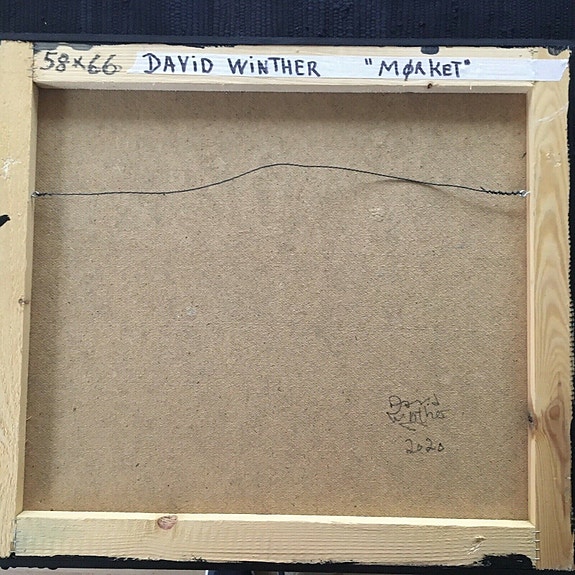 58×66 DAViD WiNTHER "MØRKET"
David
Winther
2020